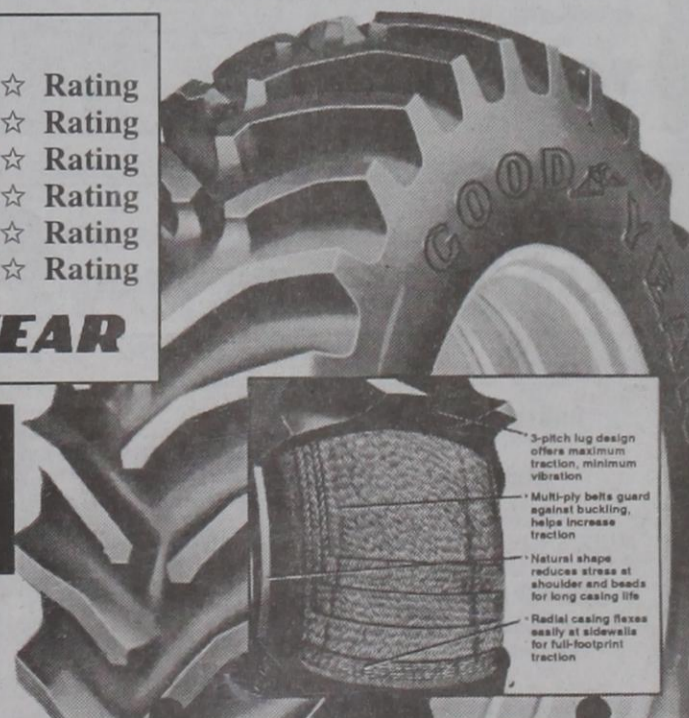 ☆ Rating
☆ Rating
☆ Rating
☆ Rating
☆ Rating
☆ Rating
EAR
GOOD YEAR
3-pitch lug design
offers maximum
traction, minimum
vibration
Multi-ply belts guard
against buckling,
helps increase
traction
Natural shape
reduces stress at
shoulder and beads
for long casing life
Radial casing flexes
easily at sidewalls
for full-footprint
traction